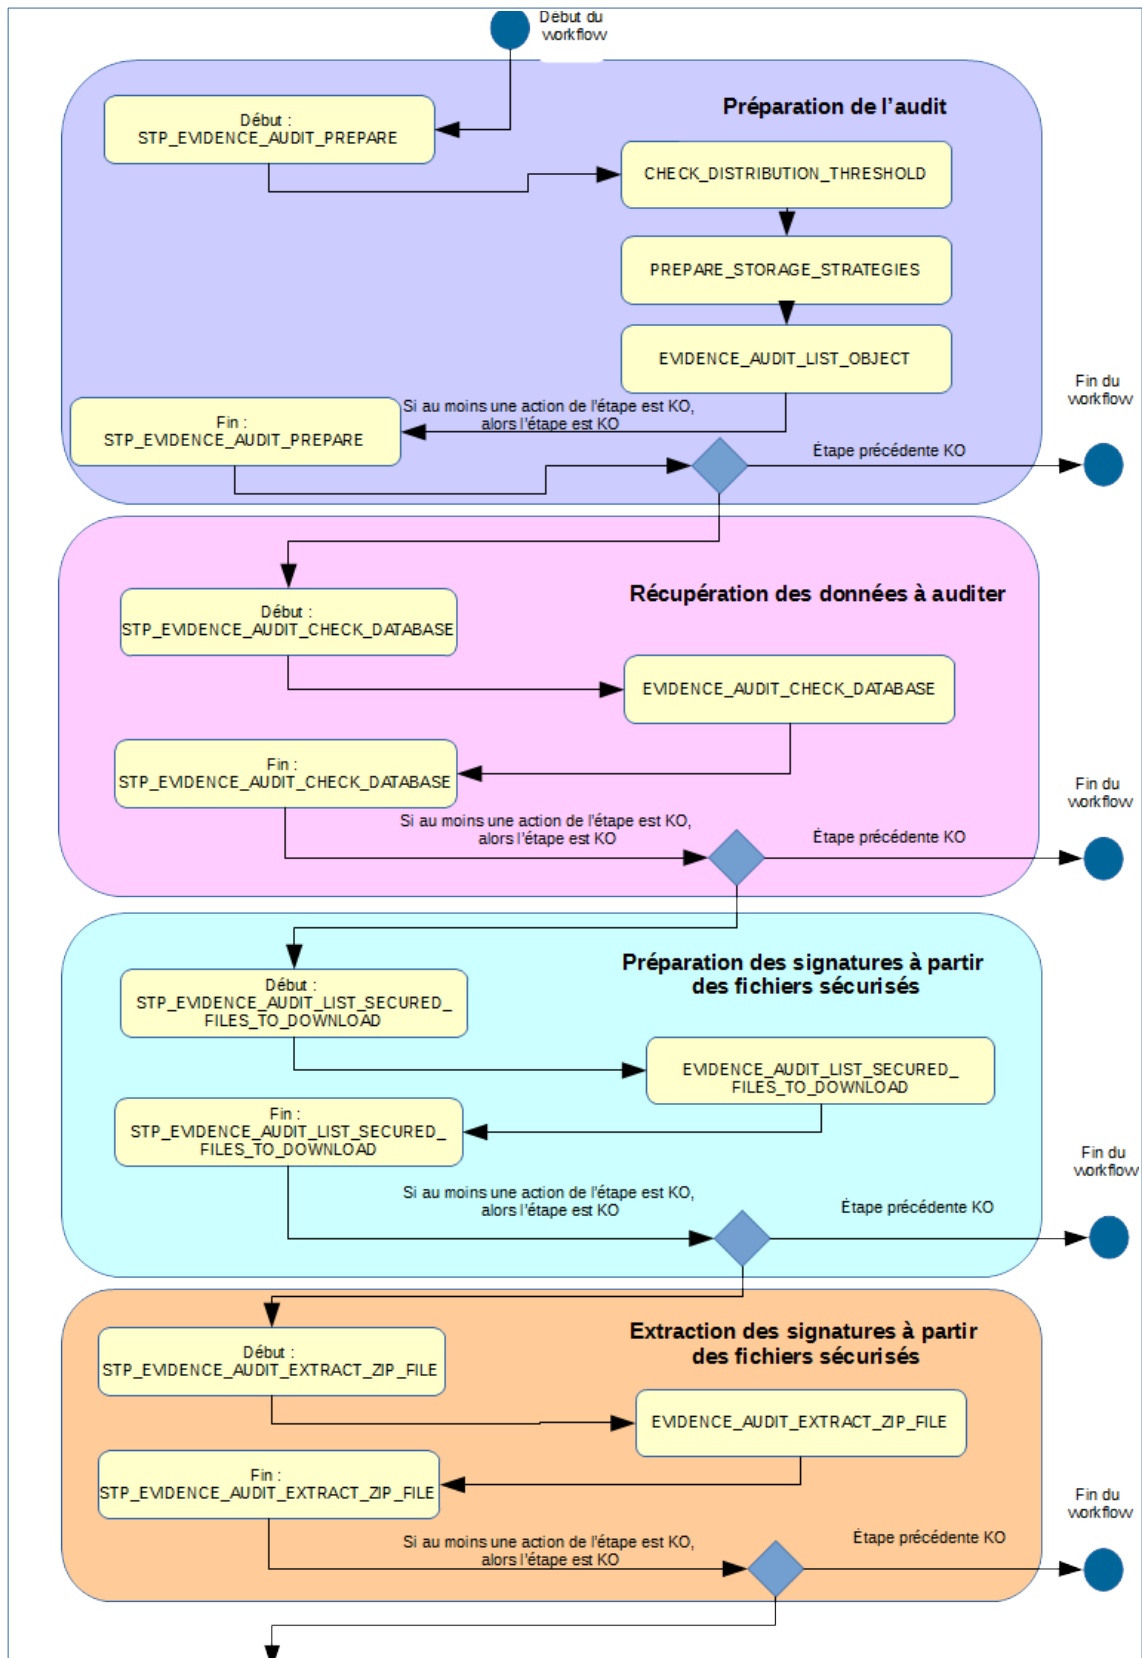 Début du
workflow
Préparation de l’audit
Début :
STP_EVIDENCE_AUDIT_PREPARE
CHECK_DISTRIBUTION_THRESHOLD
PREPARE_STORAGE_STRATEGIES
EVIDENCE_AUDIT_LIST_OBJECT
Fin du
workflow
Si au moins une action de l’étape est KO,
alors l’étape est KO
Fin :
STP_EVIDENCE_AUDIT_PREPARE
Étape précédente KO
Récupération des données à auditer
Début :
STP_EVIDENCE_AUDIT_CHECK_DATABASE
EVIDENCE_AUDIT_CHECK_DATABASE
Fin :
STP_EVIDENCE_AUDIT_CHECK_DATABASE
Fin du
workflow
Si au moins une action de l’étape est KO,
alors l’étape est KO
Étape précédente KO
Préparation des signatures à partir
des fichiers sécurisés
Début :
STP_EVIDENCE_AUDIT_LIST_SECURED_
FILES_TO_DOWNLOAD
EVIDENCE_AUDIT_LIST_SECURED_
FILES_TO_DOWNLOAD
Fin :
STP_EVIDENCE_AUDIT_LIST_SECURED_
FILES_TO_DOWNLOAD
Fin du
workflow
Si au moins une action de l’étape est KO,
alors l’étape est KO
Étape précédente KO
Extraction des signatures à partir
des fichiers sécurisés
Début :
STP_EVIDENCE_AUDIT_EXTRACT_ZIP_FILE
EVIDENCE_AUDIT_EXTRACT_ZIP_FILE
Fin :
STP_EVIDENCE_AUDIT_EXTRACT_ZIP_FILE
Fin du
workflow
Si au moins une action de l’étape est KO,
alors l’étape est KO
Étape précédente KO